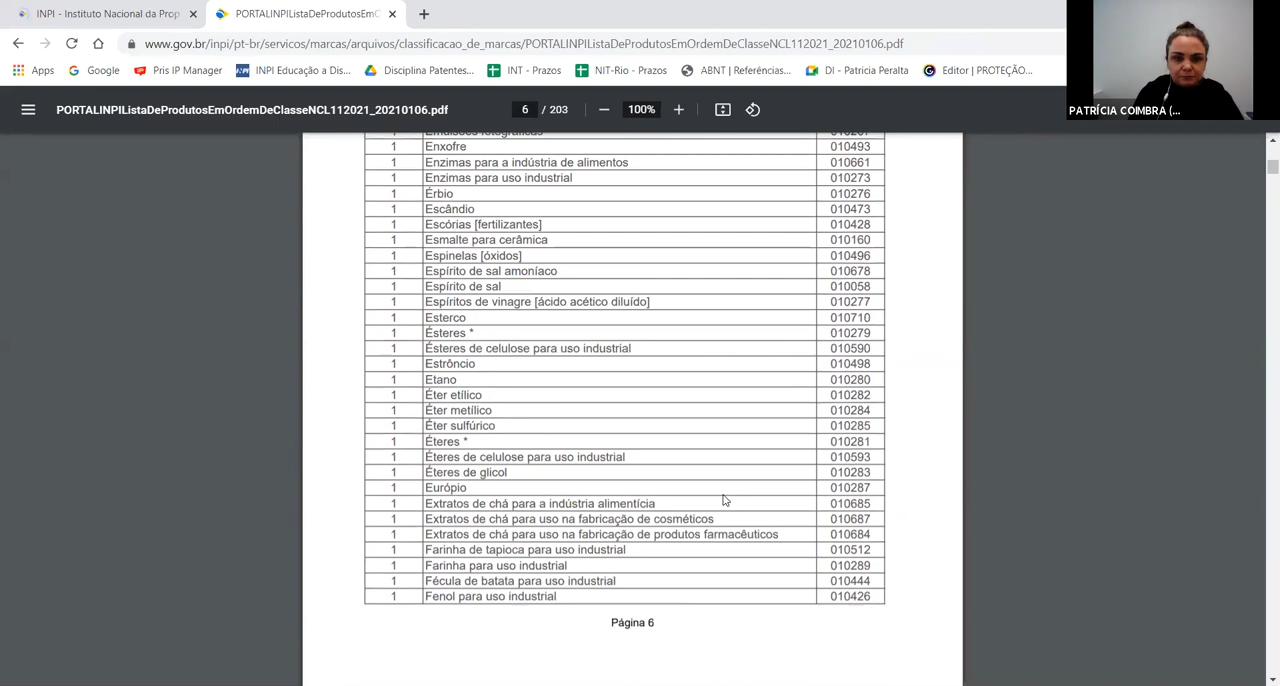 INPI - Instituto Nacional da Prop
PORTALINPIListaDeProdutosEmO
www.gov.br/inpi/pt-br/servicos/marcas/arquivos/classificacao_de_marcas/PORTALINPIListaDeProdutosEmOrdemDeClasseNCL112021_20210106.pdf
Apps Google Pris IP Manager INPI Educação a Dis... Disciplina Patentes... INT - Prazos NIT-Rio - Prazos ABNT | Referências... DI - Patricia Peralta Editor | PROTEÇÃO...
PATRÍCIA COIMBRA (...
PORTALINPIListaDeProdutosEmOrdemDeClasseNCL112021_20210106.pdf 6 / 203 100%
1 Emulsões fotográficas 010267
1 Enxofre 010493
1 Enzimas para a indústria de alimentos 010661
1 Enzimas para uso industrial 010273
1 Érbio 010276
1 Escândio 010473
1 Escórias [fertilizantes] 010428
1 Esmalte para cerâmica 010160
1 Espinelas [óxidos] 010496
1 Espírito de sal amoníaco 010678
1 Espírito de sal 010058
1 Espíritos de vinagre [ácido acético diluído] 010277
1 Esterco 010710
1 Ésteres * 010279
1 Ésteres de celulose para uso industrial 010590
1 Estrôncio 010498
1 Etano 010280
1 Éter etílico 010282
1 Éter metílico 010284
1 Éter sulfúrico 010285
1 Éteres * 010281
1 Éteres de celulose para uso industrial 010593
1 Éteres de glicol 010283
1 Európio 010287
1 Extratos de chá para a indústria alimentícia 010685
1 Extratos de chá para uso na fabricação de cosméticos 010687
1 Extratos de chá para uso na fabricação de produtos farmacêuticos 010684
1 Farinha de tapioca para uso industrial 010512
1 Farinha para uso industrial 010289
1 Fécula de batata para uso industrial 010444
1 Fenol para uso industrial 010426
Página 6